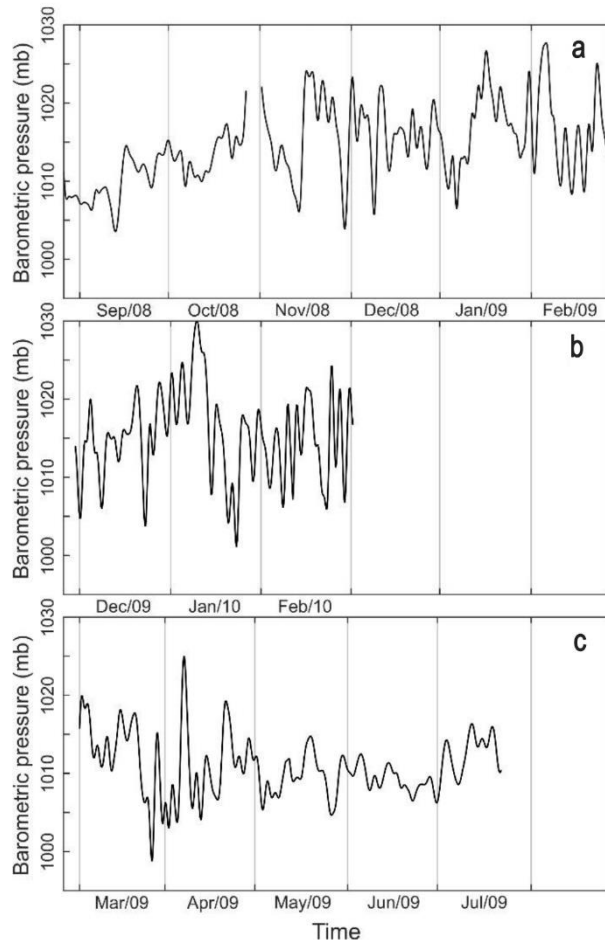 a
Barometric pressure (mb)
1030
1020
1010
1000
Sep/08 Oct/08 Nov/08 Dec/08 Jan/09 Feb/09
b
Barometric pressure (mb)
1030
1020
1010
1000
Dec/09 Jan/10 Feb/10
c
Barometric pressure (mb)
1030
1020
1010
1000
Mar/09 Apr/09 May/09 Jun/09 Jul/09
Time